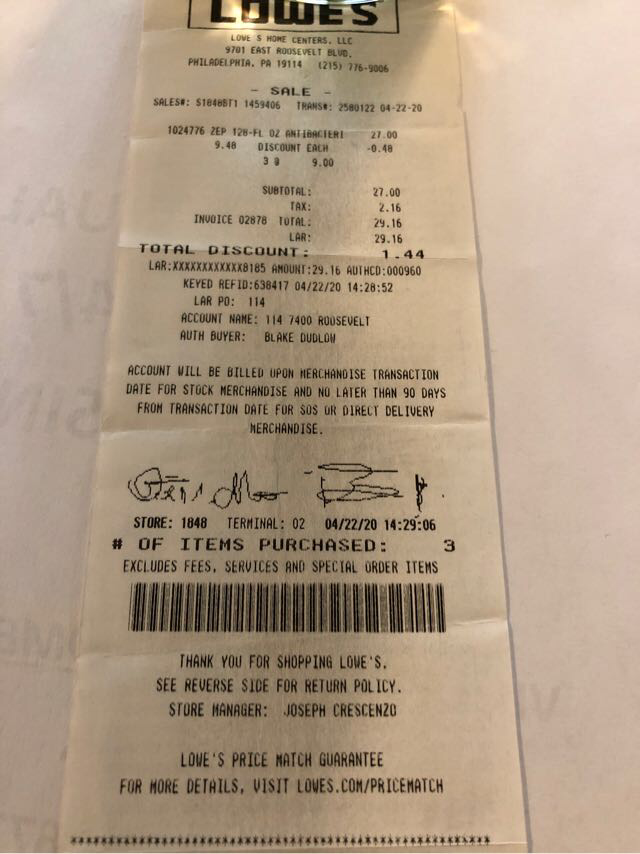 LOWE'S
LOWE'S HOME CENTERS, LLC
9701 EAST ROOSEVELT BLVD.
PHILADELPHIA, PA 19114 (215) 776-9006
- SALE -
SALES#: S1848BT1 1459406 TRANS#: 2580122 04-22-20
1024776 ZEP 128-FL OZ ANTIBACTERI 27.00
9.48 DISCOUNT EACH -0.48
3 @ 9.00
SUBTOTAL: 27.00
TAX: 2.16
INVOICE 02878 TOTAL: 29.16
LAR: 29.16
TOTAL DISCOUNT: 1.44
LAR:XXXXXXXXXXXX8185 AMOUNT:29.16 AUTHCD:000960
KEYED REFID:638417 04/22/20 14:28:52
LAR PO: 114
ACCOUNT NAME: 114 7400 ROOSEVELT
AUTH BUYER: BLAKE DUDLOW
ACCOUNT WILL BE BILLED UPON MERCHANDISE TRANSACTION
DATE FOR STOCK MERCHANDISE AND NO LATER THAN 90 DAYS
FROM TRANSACTION DATE FOR SOS OR DIRECT DELIVERY
MERCHANDISE.
STORE: 1848 TERMINAL: 02 04/22/20 14:29:06
# OF ITEMS PURCHASED: 3
EXCLUDES FEES, SERVICES AND SPECIAL ORDER ITEMS
THANK YOU FOR SHOPPING LOWE'S.
SEE REVERSE SIDE FOR RETURN POLICY.
STORE MANAGER: JOSEPH CRESCENZO
LOWE'S PRICE MATCH GUARANTEE
FOR MORE DETAILS, VISIT LOWES.COM/PRICEMATCH